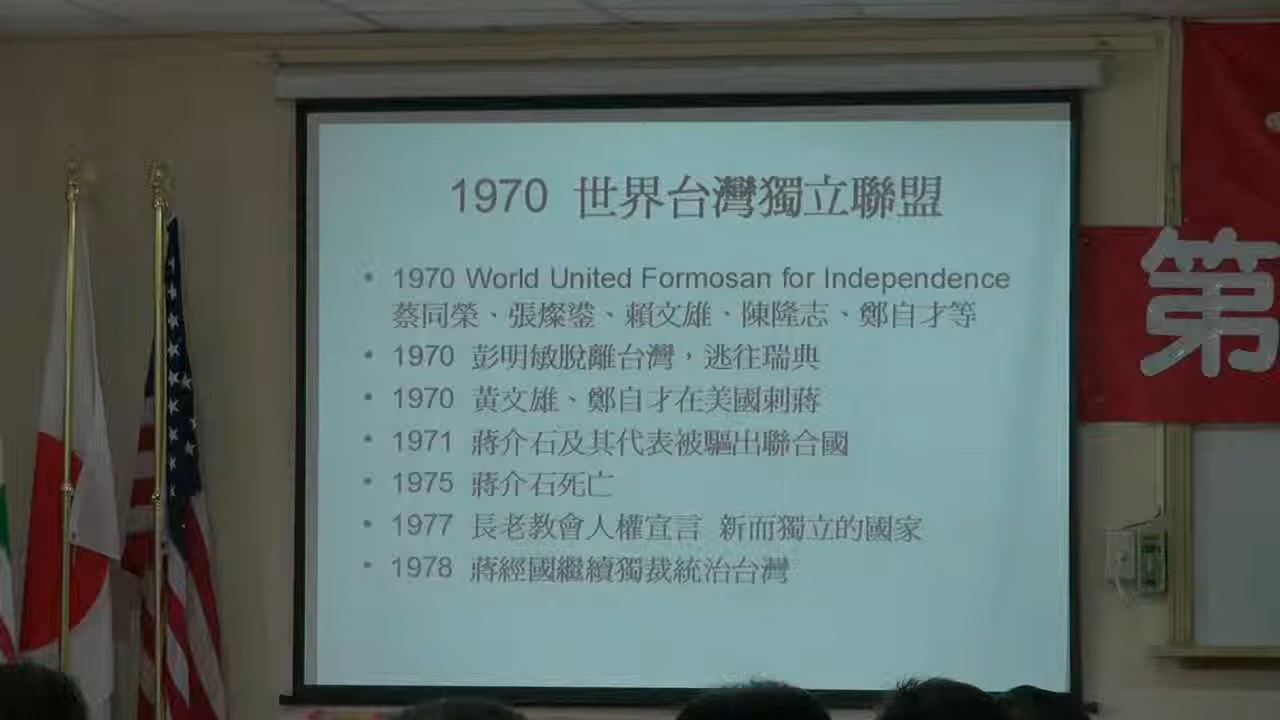 1970 世界台灣獨立聯盟
• 1970 World United Formosan for Independence
蔡同榮、張燦鍙、賴文雄、陳隆志、鄭自才等
• 1970 彭明敏脫離台灣，逃往瑞典
• 1970 黃文雄、鄭自才在美國刺蔣
• 1971 蔣介石及其代表被驅出聯合國
• 1975 蔣介石死亡
• 1977 長老教會人權宣言 新而獨立的國家
• 1978 蔣經國繼續獨裁統治台灣
第